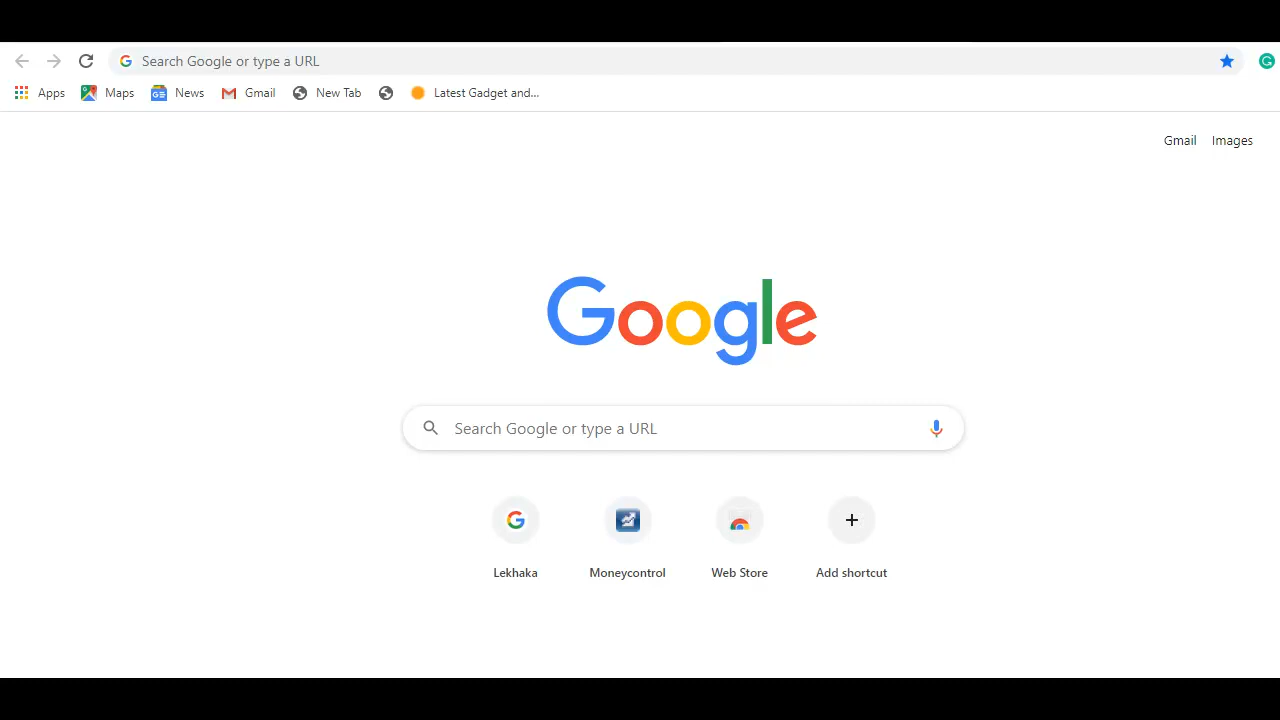 Search Google or type a URL
Apps Maps News Gmail New Tab Latest Gadget and...
Gmail Images
Google
Search Google or type a URL
Lekhaka Moneycontrol Web Store Add shortcut